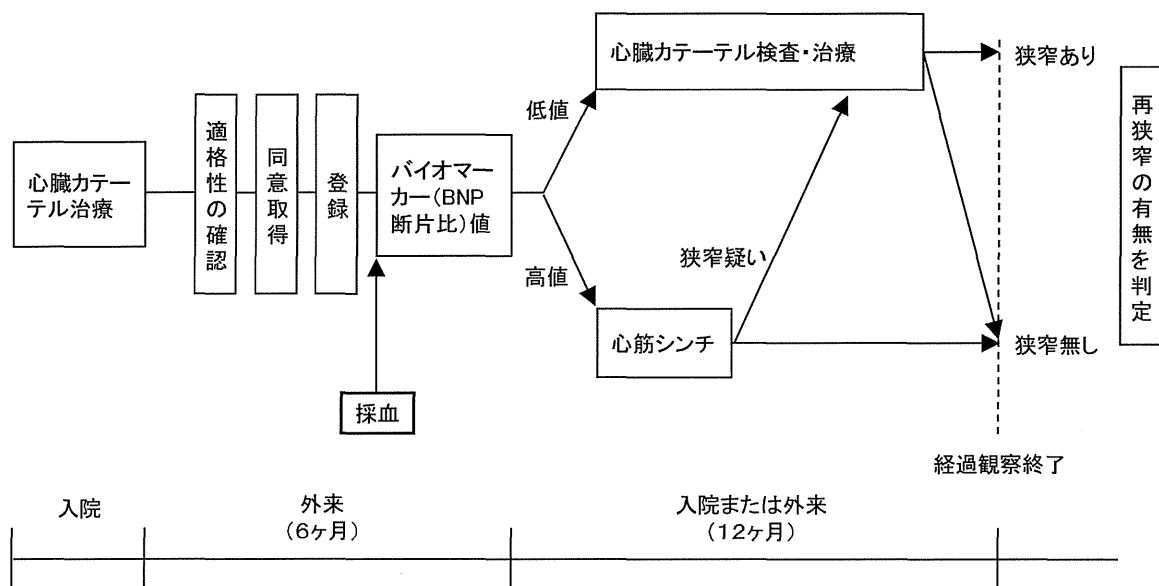 心臓カテー
テル治療
適格性の確認
同意取得
登録
バイオマー
カー(BNP
断片比)値
採血
低値
高値
心臓カテーテル検査・治療
狭窄疑い
心筋シンチ
狭窄あり
狭窄無し
再狭窄の有無を判定
経過観察終了
入院
外来
(6ヶ月)
入院または外来
(12ヶ月)